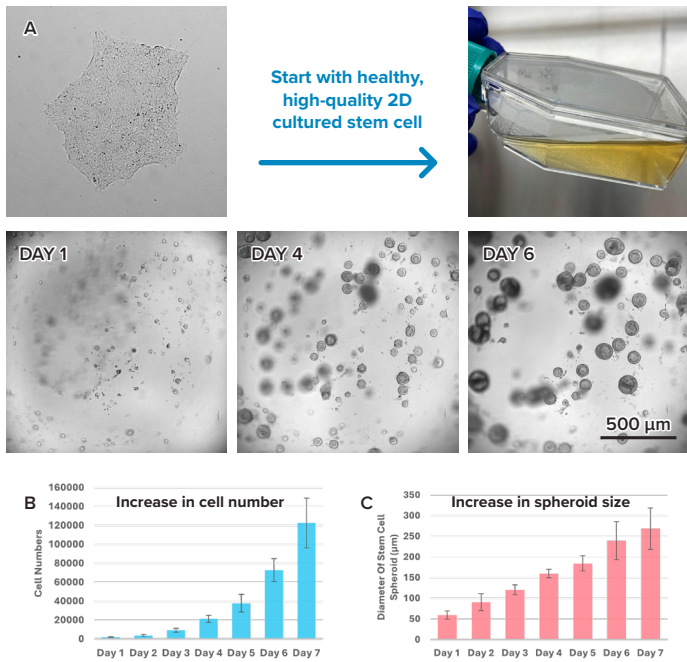 A
Start with healthy,
high-quality 2D
cultured stem cell
DAY 1
DAY 4
DAY 6
500 µm
B
Increase in cell number
Cell Numbers
160000
140000
120000
100000
80000
60000
40000
20000
0
Day 1 Day 2 Day 3 Day 4 Day 5 Day 6 Day 7
C
Increase in spheroid size
Diameter Of Stem Cell
Spheroid (µm)
350
300
250
200
150
100
50
0
Day 1 Day 2 Day 3 Day 4 Day 5 Day 6 Day 7